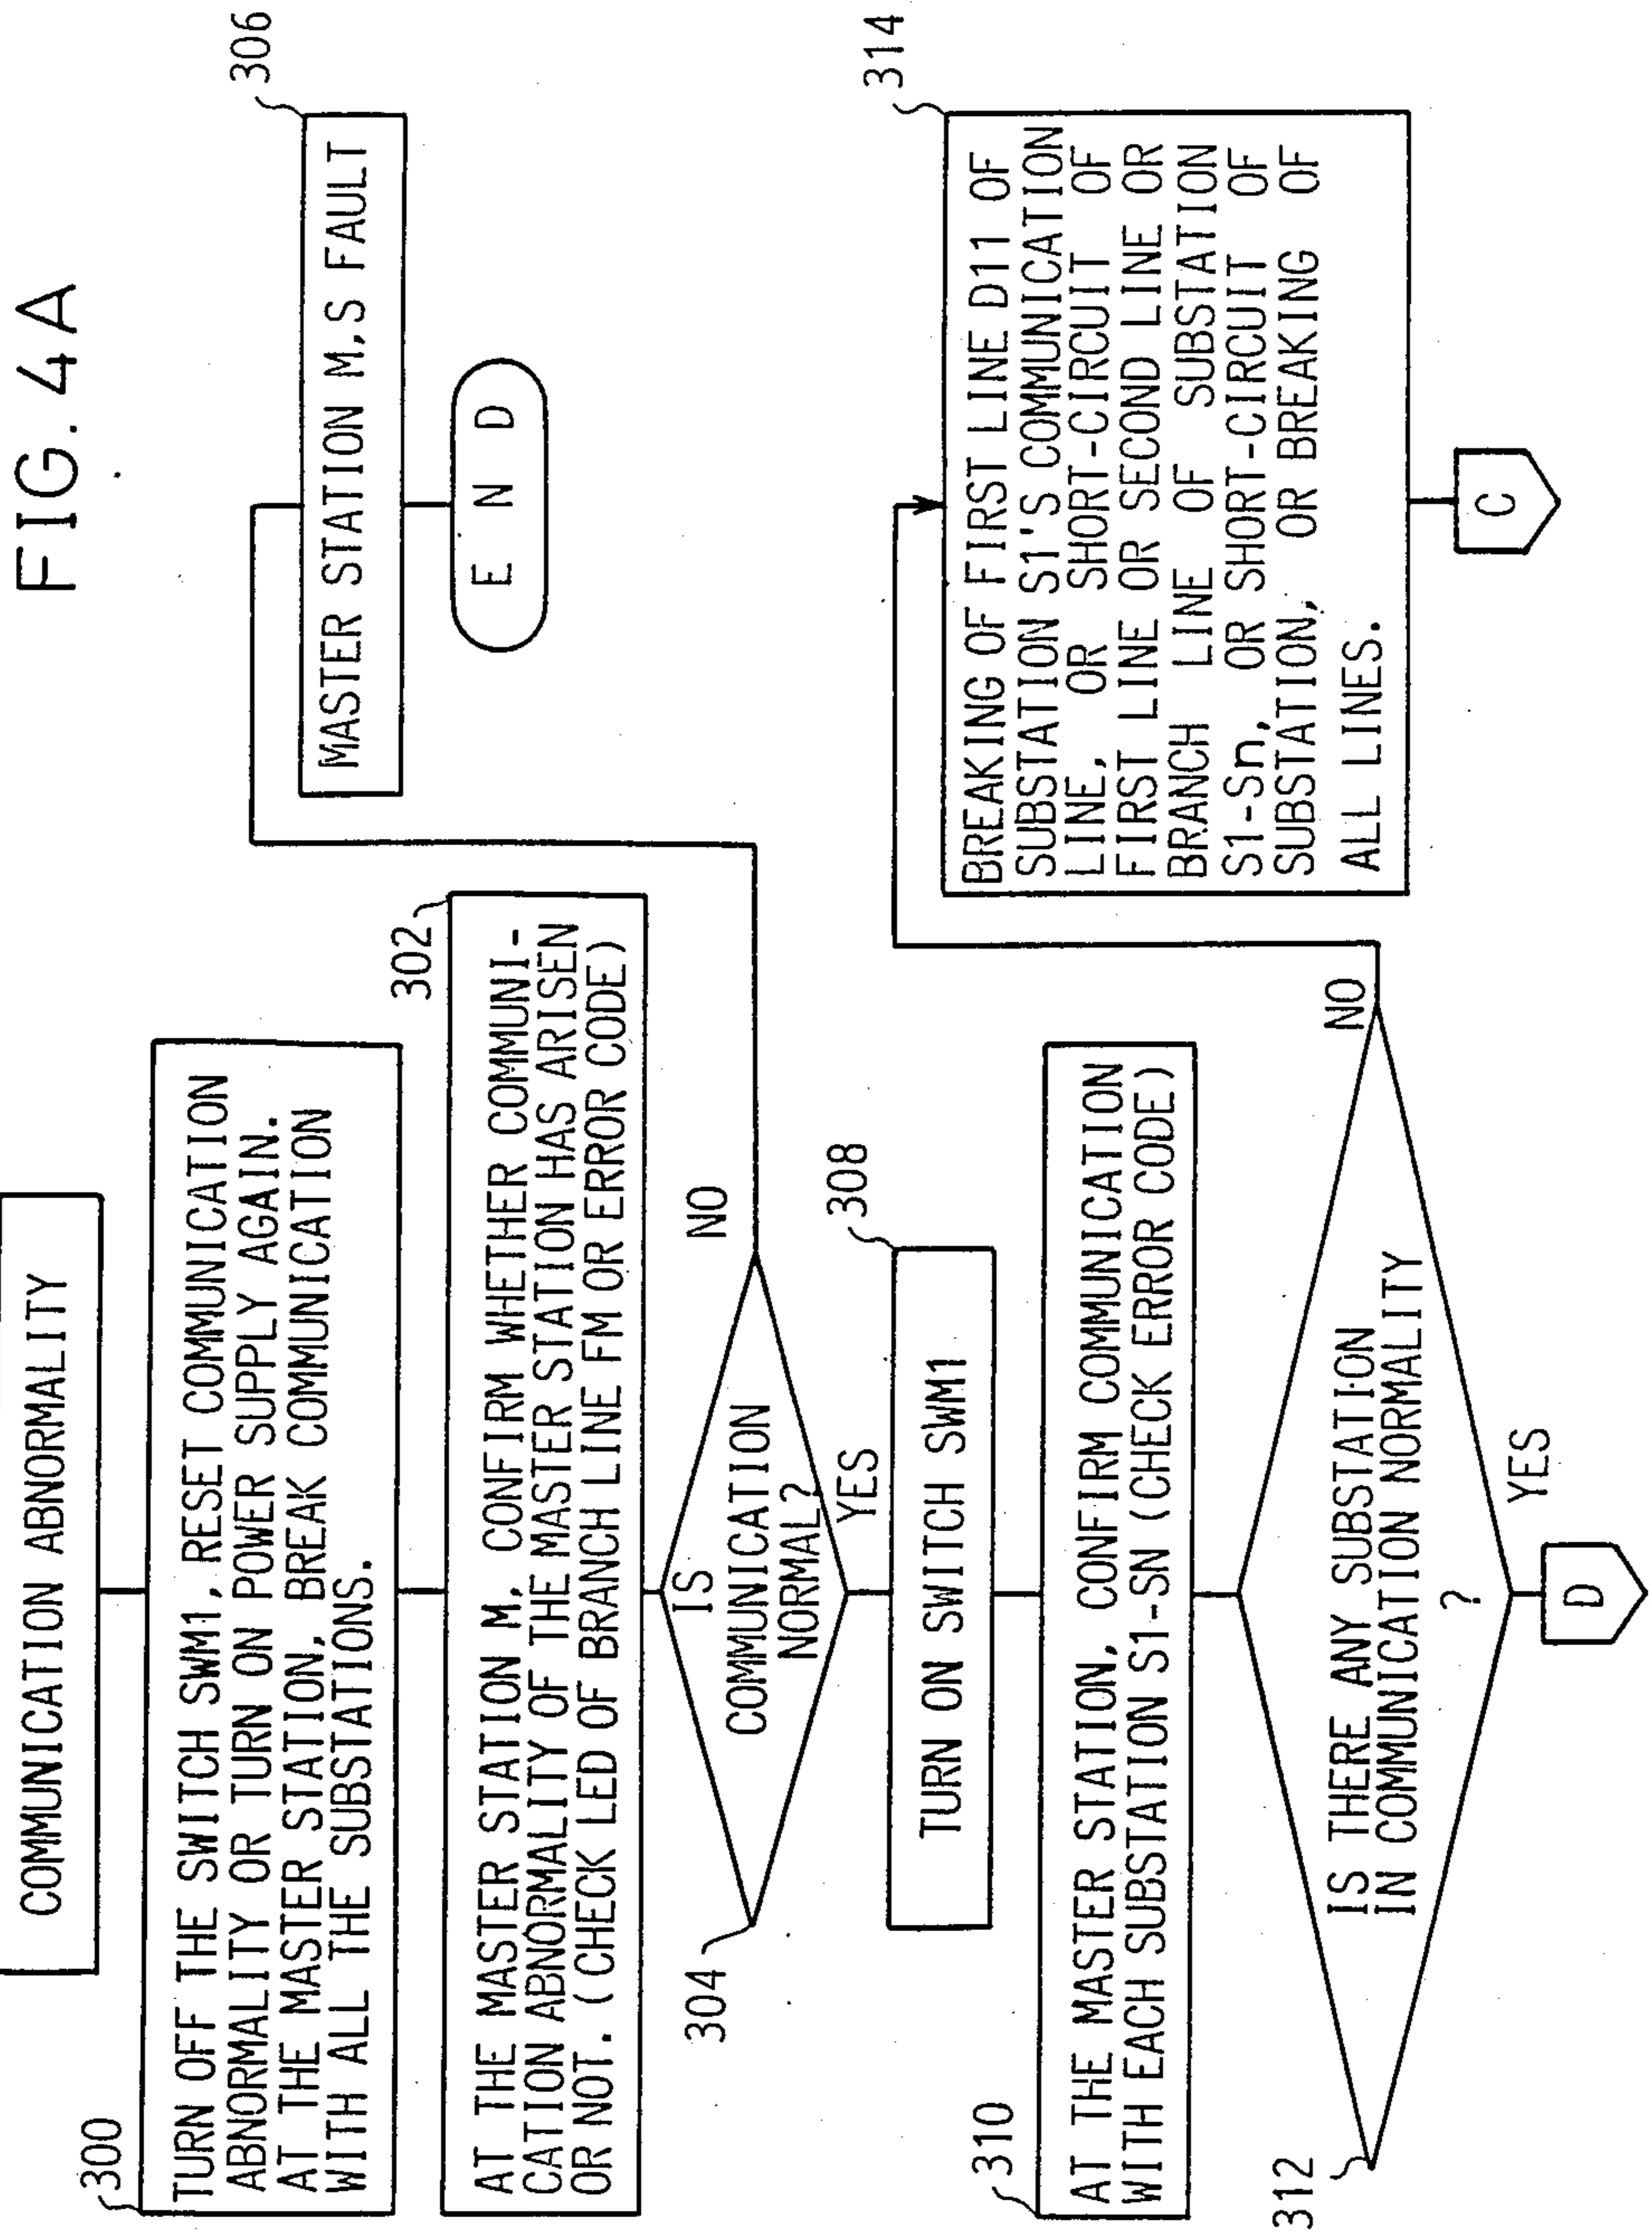 FIG. 4A
COMMUNICATION ABNORMALITY
300
TURN OFF THE SWITCH SWM1, RESET COMMUNICATION
ABNORMALITY OR TURN ON POWER SUPPLY AGAIN.
AT THE MASTER STATION, BREAK COMMUNICATION
WITH ALL THE SUBSTATIONS.
302
AT THE MASTER STATION M, CONFIRM WHETHER COMMUNI-
CATION ABNORMALITY OF THE MASTER STATION HAS ARISEN
OR NOT. (CHECK LED OF BRANCH LINE FM OR ERROR CODE)
304
IS
COMMUNICATION
NORMAL?
NO
YES
306
MASTER STATION M,S FAULT
END
308
TURN ON SWITCH SWM1
310
AT THE MASTER STATION, CONFIRM COMMUNICATION
WITH EACH SUBSTATION S1-SN (CHECK ERROR CODE)
312
IS THERE ANY SUBSTATION
IN COMMUNICATION NORMALITY
?
NO
YES
D
314
BREAKING OF FIRST LINE D11 OF
SUBSTATION S1'S COMMUNICATION
LINE, OR SHORT-CIRCUIT OF
FIRST LINE OR SECOND LINE OR
BRANCH LINE OF SUBSTATION
S1-Sn, OR SHORT-CIRCUIT OF
SUBSTATION, OR BREAKING OF
ALL LINES.
C